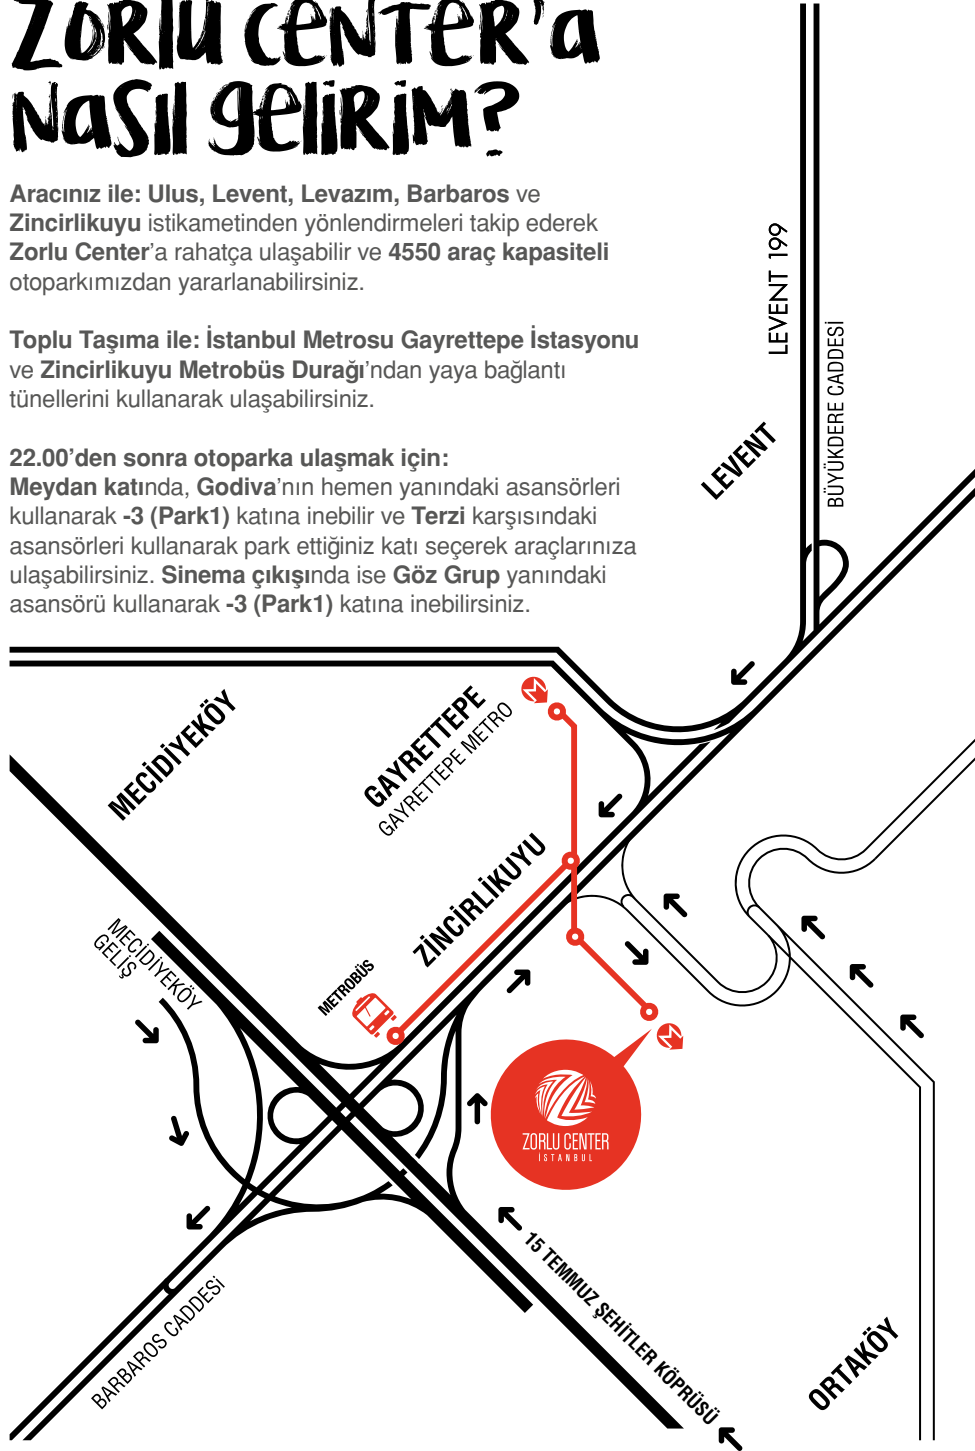 ZORLU CENTER'a
NaSIl gelİRİM?
Aracınız ile: Ulus, Levent, Levazım, Barbaros ve
Zincirlikuyu istikametinden yönlendirmeleri takip ederek
Zorlu Center'a rahatça ulaşabilir ve 4550 araç kapasiteli
otoparkımızdan yararlanabilirsiniz.
Toplu Taşıma ile: İstanbul Metrosu Gayrettepe İstasyonu
ve Zincirlikuyu Metrobüs Durağı'ndan yaya bağlantı
tünellerini kullanarak ulaşabilirsiniz.
22.00'den sonra otoparka ulaşmak için:
Meydan katında, Godiva'nın hemen yanındaki asansörleri
kullanarak -3 (Park1) katına inebilir ve Terzi karşısındaki
asansörleri kullanarak park ettiğiniz katı seçerek araçlarınıza
ulaşabilirsiniz. Sinema çıkışında ise Göz Grup yanındaki
asansörü kullanarak -3 (Park1) katına inebilirsiniz.
LEVENT 199
BÜYÜKDERE CADDESİ
LEVENT
MECİDİYEKÖY
GAYRETTEPE
GAYRETTEPE METRO
M
ZİNCİRLİKUYU
MECİDİYEKÖY
GELİŞ
METROBÜS
M
ZORLU CENTER
İSTANBUL
15 TEMMUZ ŞEHİTLER KÖPRÜSÜ
BARBAROS CADDESİ
ORTAKÖY